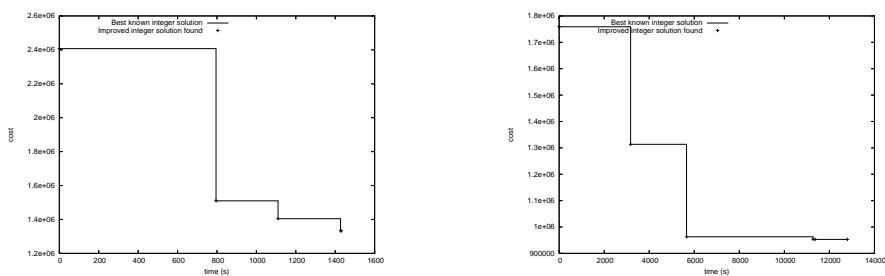 2.6e+06
2.4e+06
2.2e+06
2e+06
1.8e+06
1.6e+06
1.4e+06
1.2e+06
cost
Best known integer solution
Improved integer solution found
0 200 400 600 800 1000 1200 1400 1600
time (s)
1.8e+06
1.7e+06
1.6e+06
1.5e+06
1.4e+06
1.3e+06
1.2e+06
1.1e+06
1e+06
900000
cost
Best known integer solution
Improved integer solution found
0 2000 4000 6000 8000 10000 12000 14000
time (s)